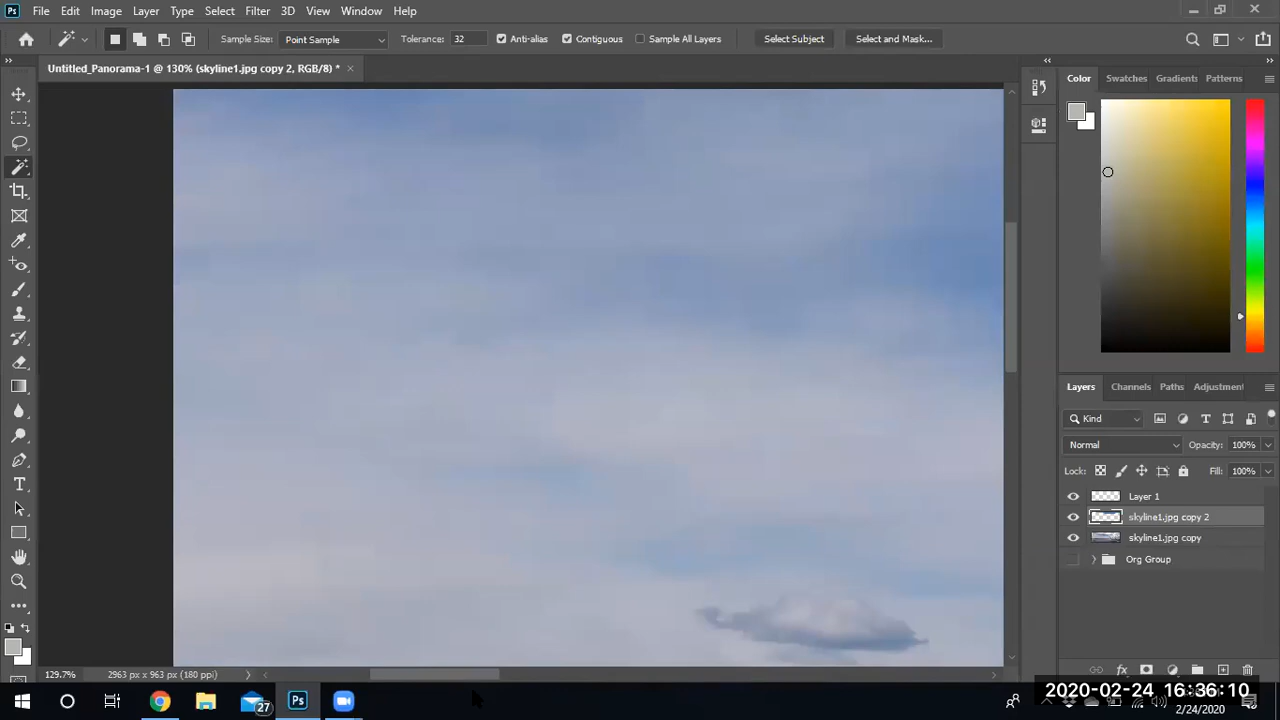 Ps File Edit Image Layer Type Select Filter 3D View Window Help
Sample Size: Point Sample Tolerance: 32 Anti-alias Contiguous Sample All Layers Select Subject Select and Mask...
Untitled_Panorama-1 @ 130% (skyline1.jpg copy 2, RGB/8) * ×
Color Swatches Gradients Patterns
Layers Channels Paths Adjustment
Kind
Normal Opacity: 100%
Lock: Fill: 100%
Layer 1
skyline1.jpg copy 2
skyline1.jpg copy
Org Group
129.7% 2963 px x 963 px (180 ppi)
27 Ps
2020-02-24 16:36:10
2/24/2020